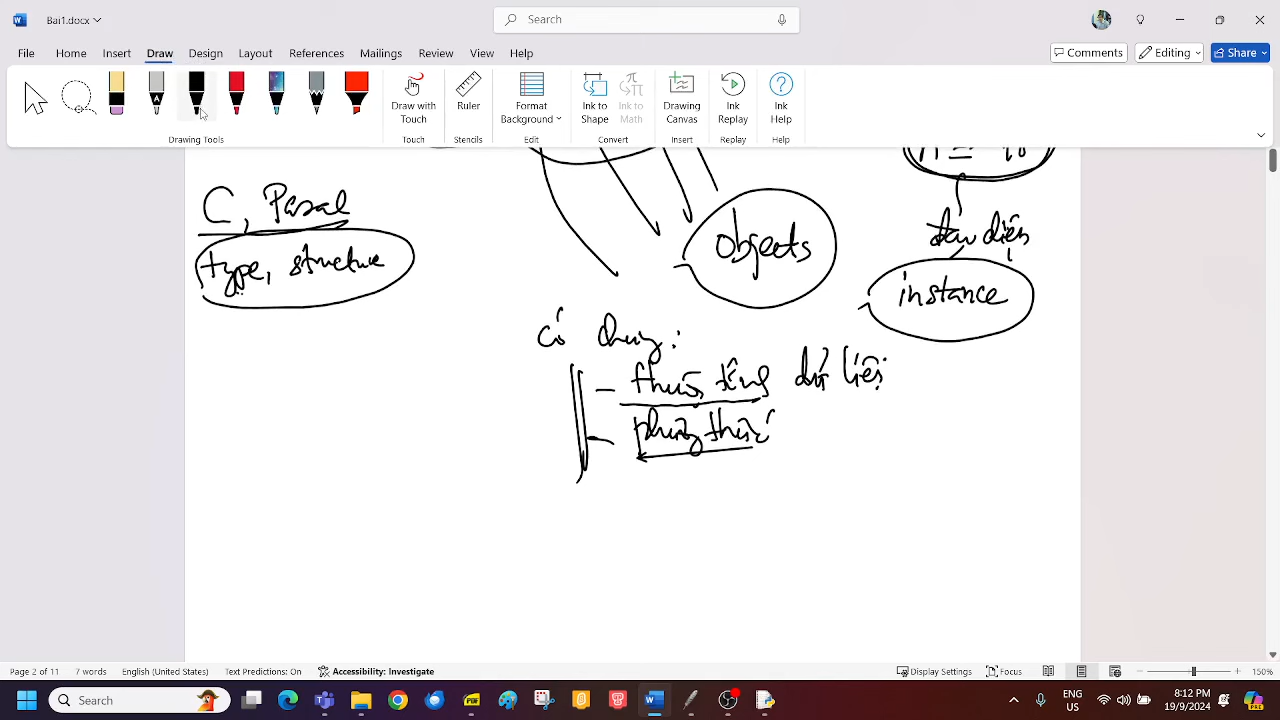 Bai1.docx
Search
File Home Insert Draw Design Layout References Mailings Review View Help
Comments Editing Share
Draw with Touch
Ruler
Format Background
Ink to Shape
Ink to Math
Drawing Canvas
Ink Replay
Ink Help
Drawing Tools Touch Stencils Edit Convert Insert Replay Help
C, Pasal
type, structure
objects
đại diện
instance
có chung:
- thuộc tính dữ liệu
- phương thức
Page 2 of 11 7 words English (United States) Text Predictions: On Accessibility: Investigate Display Settings Focus 150%
Search
ENG
US
8:12 PM
19/9/2024